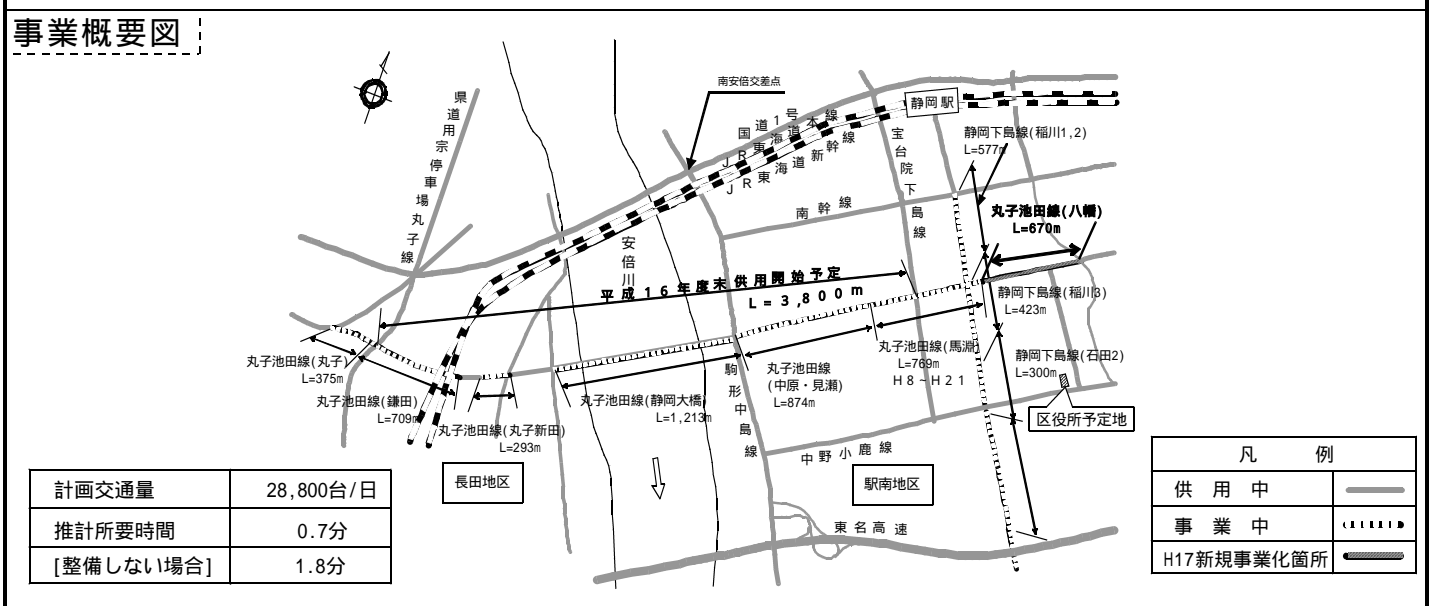 事業概要図
南安倍交差点
静岡駅
県道用宗停車場丸子線
国道1号
JR東海道本線
JR東海道新幹線
宝台院下島線
静岡下島線(稲川1,2)
L=577m
南幹線
丸子池田線(八幡)
L=670m
安倍川
平成16年度末供用開始予定
L=3,800m
静岡下島線(稲川3)
L=423m
丸子池田線(丸子)
L=375m
丸子池田線(鎌田)
L=709m
丸子池田線(丸子新田)
L=293m
丸子池田線(静岡大橋)
L=1,213m
駒形中島線
丸子池田線
(中原・見瀬)
L=874m
丸子池田線(馬淵)
L=769m
H8~H21
静岡下島線(石田2)
L=300m
区役所予定地
中野小鹿線
長田地区
駅南地区
東名高速
計画交通量 28,800台/日
推計所要時間 0.7分
[整備しない場合] 1.8分
凡 例
供用中
事業中
H17新規事業化箇所